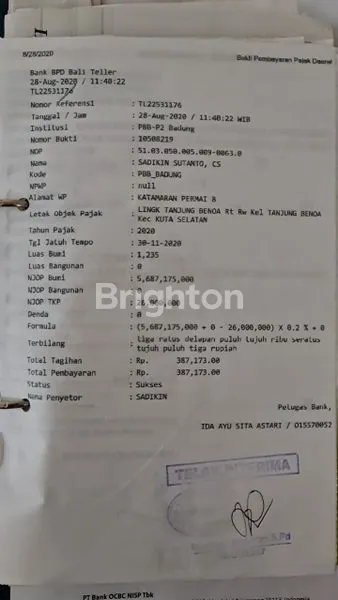 8/28/2020 Bukti Pembayaran Pajak Daerah
Bank BPD Bali Teller
28-Aug-2020 / 11:40:22
TL22531176
Nomor Referensi : TL22531176
Tanggal / Jam : 28-Aug-2020 / 11:40:22 WIB
Institusi : PBB-P2 Badung
Nomor Bukti : 10508219
NOP : 51.03.050.005.009-0063.0
Nama : SADIKIN SUTANTO, CS
Kode : PBB_BADUNG
NPWP : null
Alamat WP : KATAMARAN PERMAI 8
Letak Objek Pajak : LINGK TANJUNG BENOA Rt Rw Kel TANJUNG BENOA
Kec KUTA SELATAN
Tahun Pajak : 2020
Tgl Jatuh Tempo : 30-11-2020
Luas Bumi : 1,235
Luas Bangunan : 0
NJOP Bumi : 5,687,175,000
NJOP Bangunan
Brighton
NJOP TKP
Denda : 0
Formula : (5,687,175,000 + 0 - 26,000,000) X 0.2 % + 0
Terbilang : tiga ratus delapan puluh tujuh ribu seratus
tujuh puluh tiga rupiah
Total Tagihan : Rp. 387,173.00
Total Pembayaran : Rp. 387,173.00
Status : Sukses
Nama Penyetor : SADIKIN
Petugas Bank,
IDA AYU SITA ASTARI / O15570052
TELAH DITERIMA
PT Bank OCBC NISP Tbk